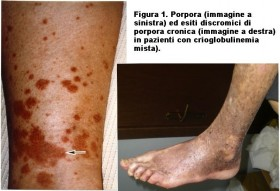 Figura 1. Porpora (immagine a
sinistra) ed esiti discromici di
porpora cronica (immagine a destra)
in pazienti con crioglobulinemia
mista).